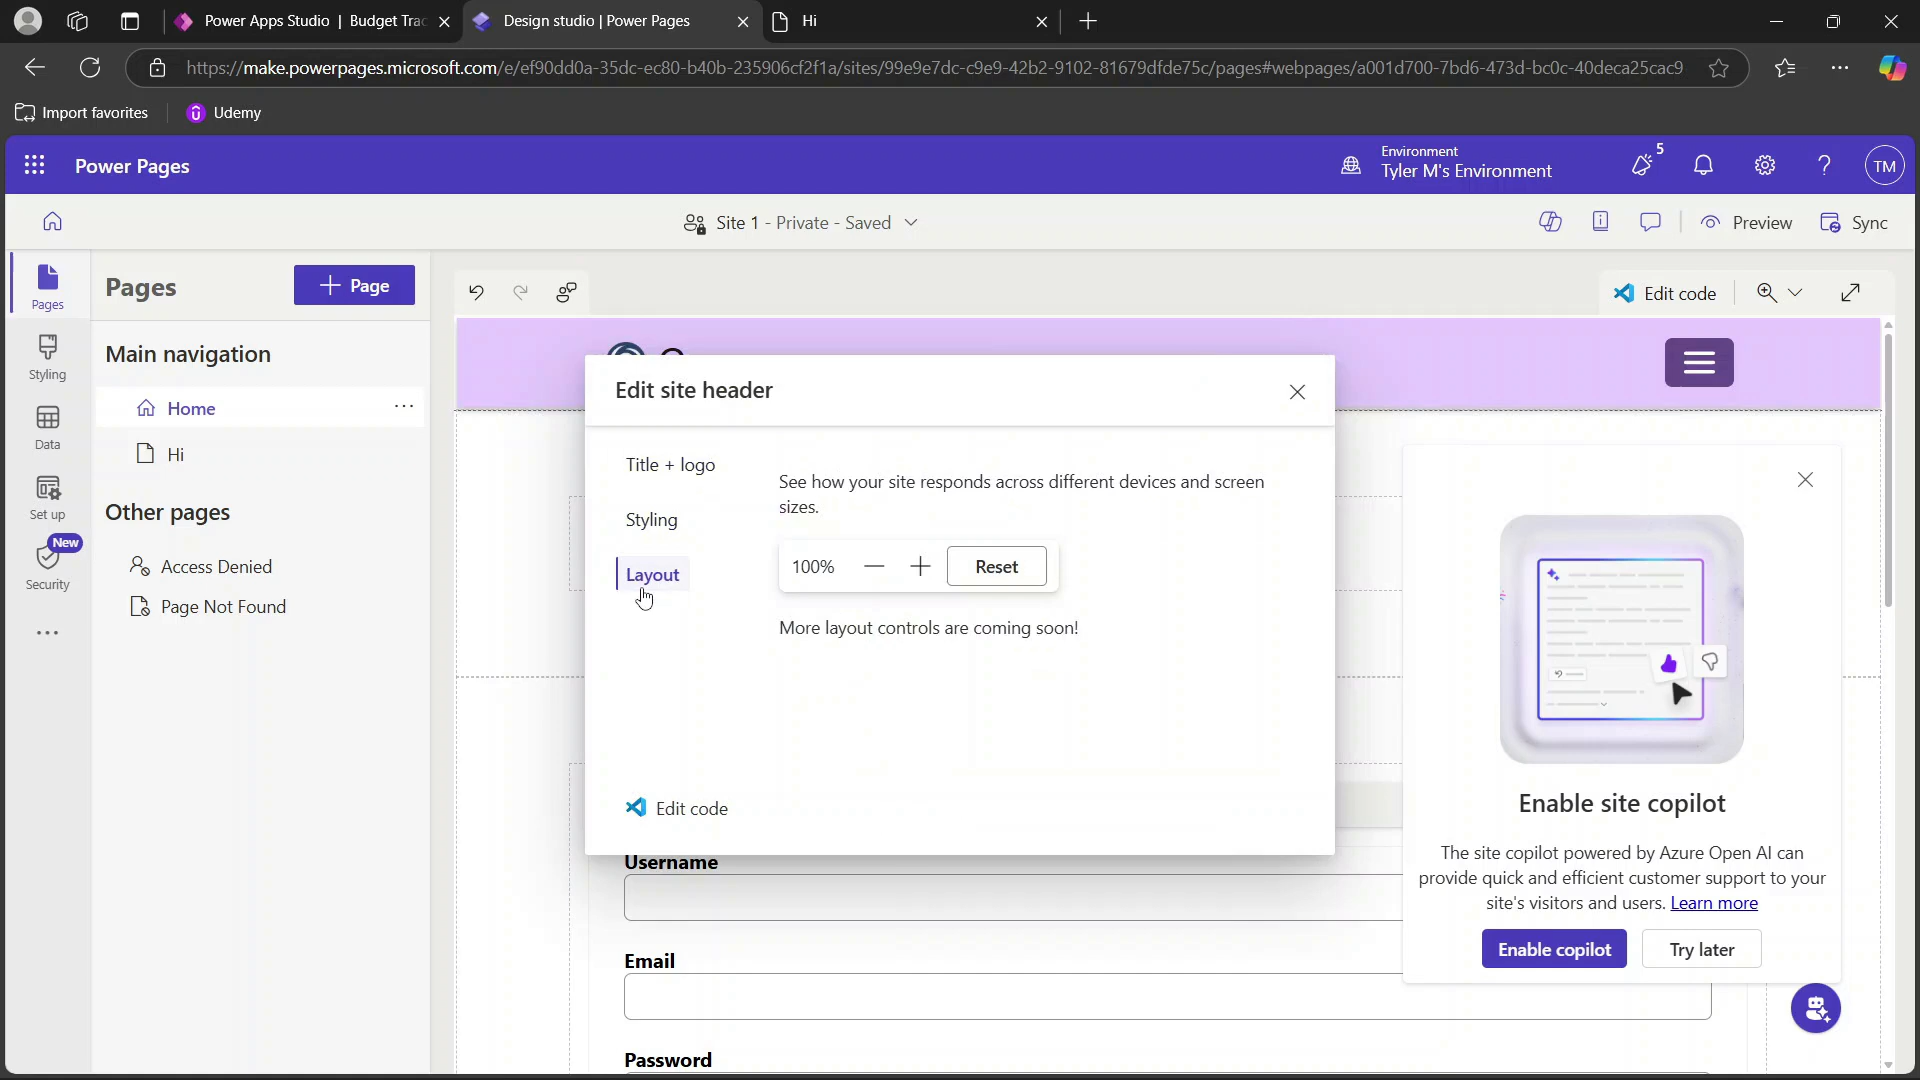 Power Apps Studio | Budget Trac
Design studio | Power Pages
Hi
https://make.powerpages.microsoft.com/e/ef90dd0a-35dc-ec80-b40b-235906cf2f1a/sites/99e9e7dc-c9e9-42b2-9102-81679dfde75c/pages#webpages/a001d700-7bd6-473d-bc0c-40deca25cac9
Import favorites
Udemy
Power Pages
Environment
Tyler M's Environment
5
TM
Site 1 - Private - Saved
Preview
Sync
Pages
Styling
Data
Set up
New
Security
Pages
Page
Main navigation
Home
Hi
Other pages
Access Denied
Page Not Found
Edit code
Edit site header
Title + logo
Styling
Layout
See how your site responds across different devices and screen
sizes.
100%
Reset
More layout controls are coming soon!
Edit code
Username
Email
Password
Enable site copilot
The site copilot powered by Azure Open AI can
provide quick and efficient customer support to your
site's visitors and users. Learn more
Enable copilot
Try later